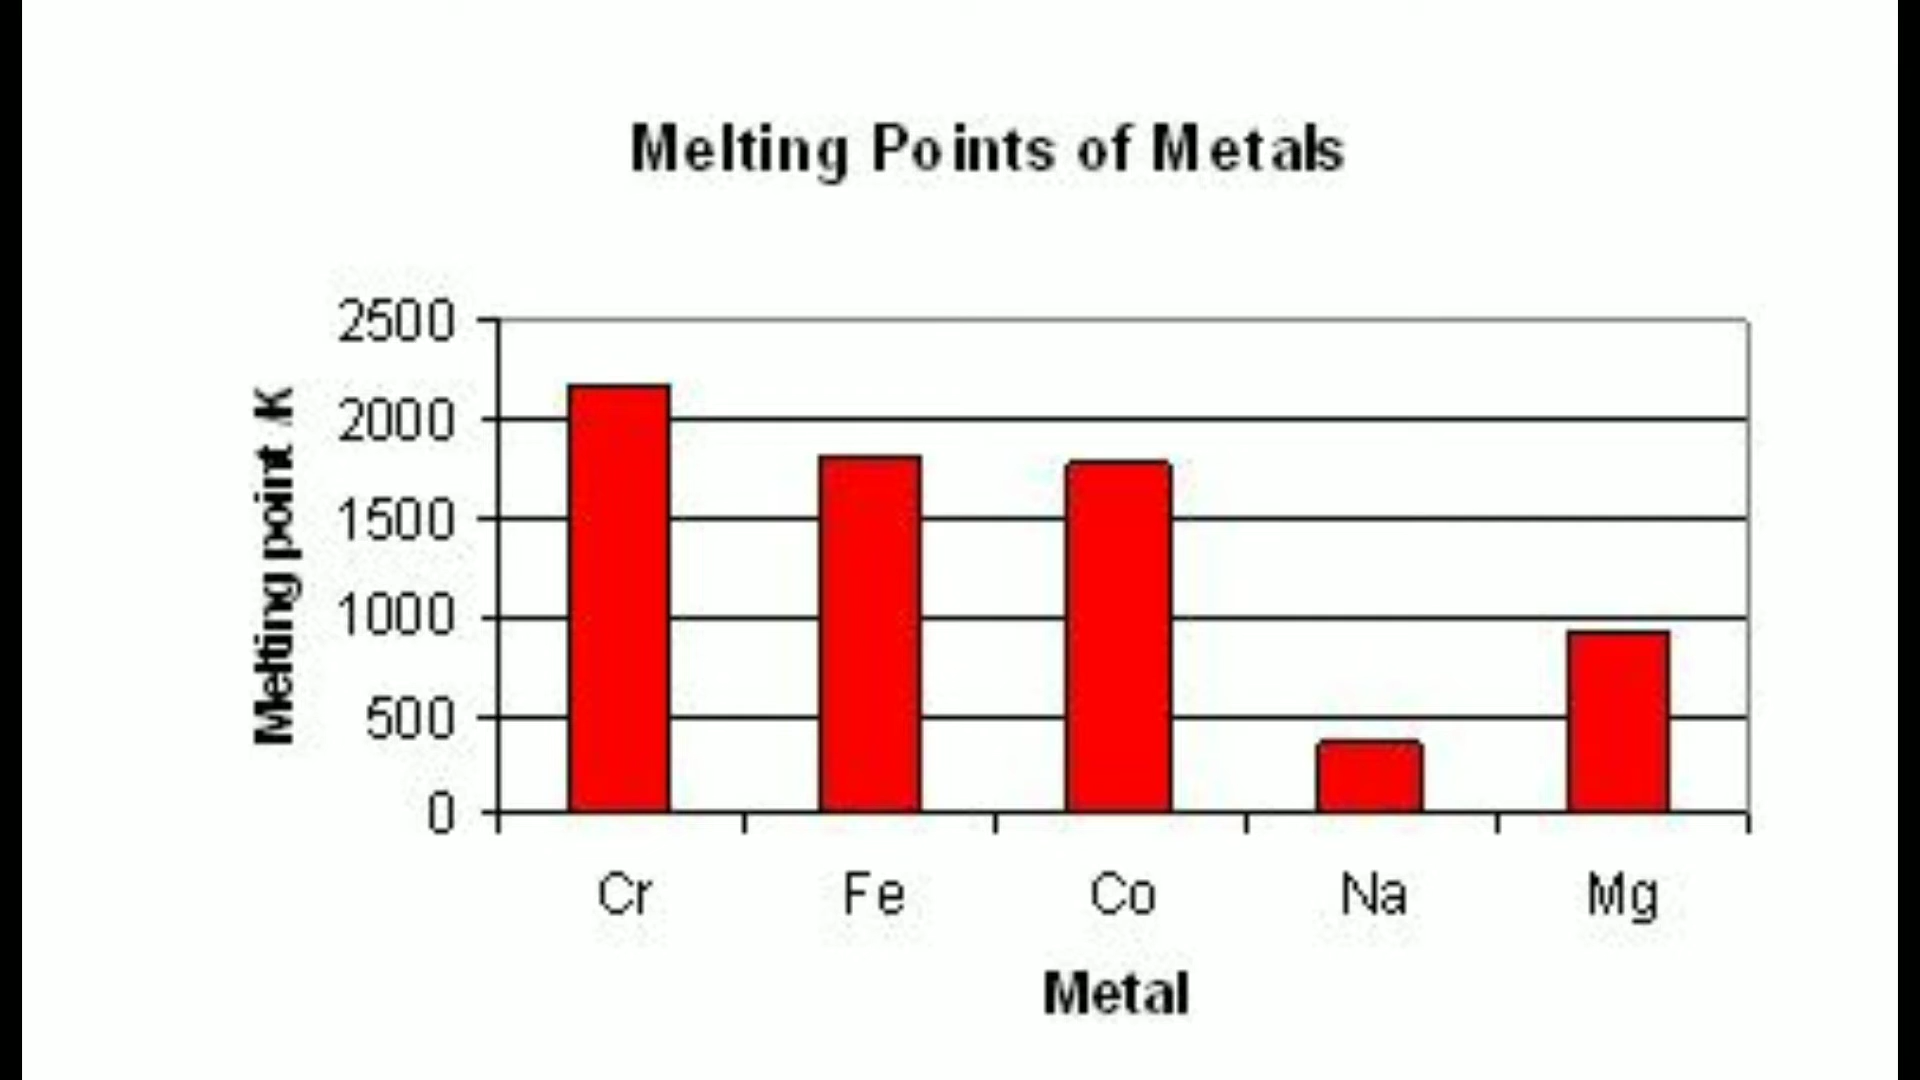 Melting Points of Metals
Melting point /K
2500
2000
1500
1000
500
0
Cr Fe Co Na Mg
Metal